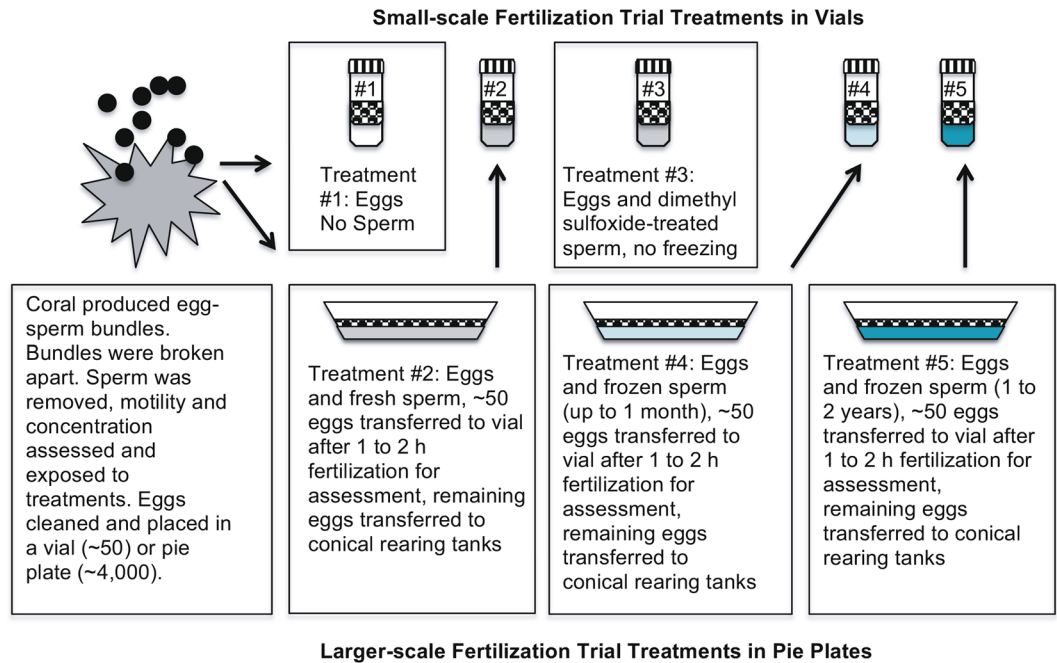 Small-scale Fertilization Trial Treatments in Vials
#1
#2
#3
#4
#5
Treatment
#1: Eggs
No Sperm
Treatment #3:
Eggs and dimethyl
sulfoxide-treated
sperm, no freezing
Coral produced egg-
sperm bundles.
Bundles were broken
apart. Sperm was
removed, motility and
concentration
assessed and
exposed to
treatments. Eggs
cleaned and placed in
a vial (~50) or pie
plate (~4,000).
Treatment #2: Eggs
and fresh sperm, ~50
eggs transferred to vial
after 1 to 2 h
fertilization for
assessment, remaining
eggs transferred to
conical rearing tanks
Treatment #4: Eggs
and frozen sperm
(up to 1 month), ~50
eggs transferred to
vial after 1 to 2 h
fertilization for
assessment,
remaining eggs
transferred to
conical rearing tanks
Treatment #5: Eggs
and frozen sperm (1 to
2 years), ~50 eggs
transferred to vial after
1 to 2 h fertilization for
assessment,
remaining eggs
transferred to conical
rearing tanks
Larger-scale Fertilization Trial Treatments in Pie Plates